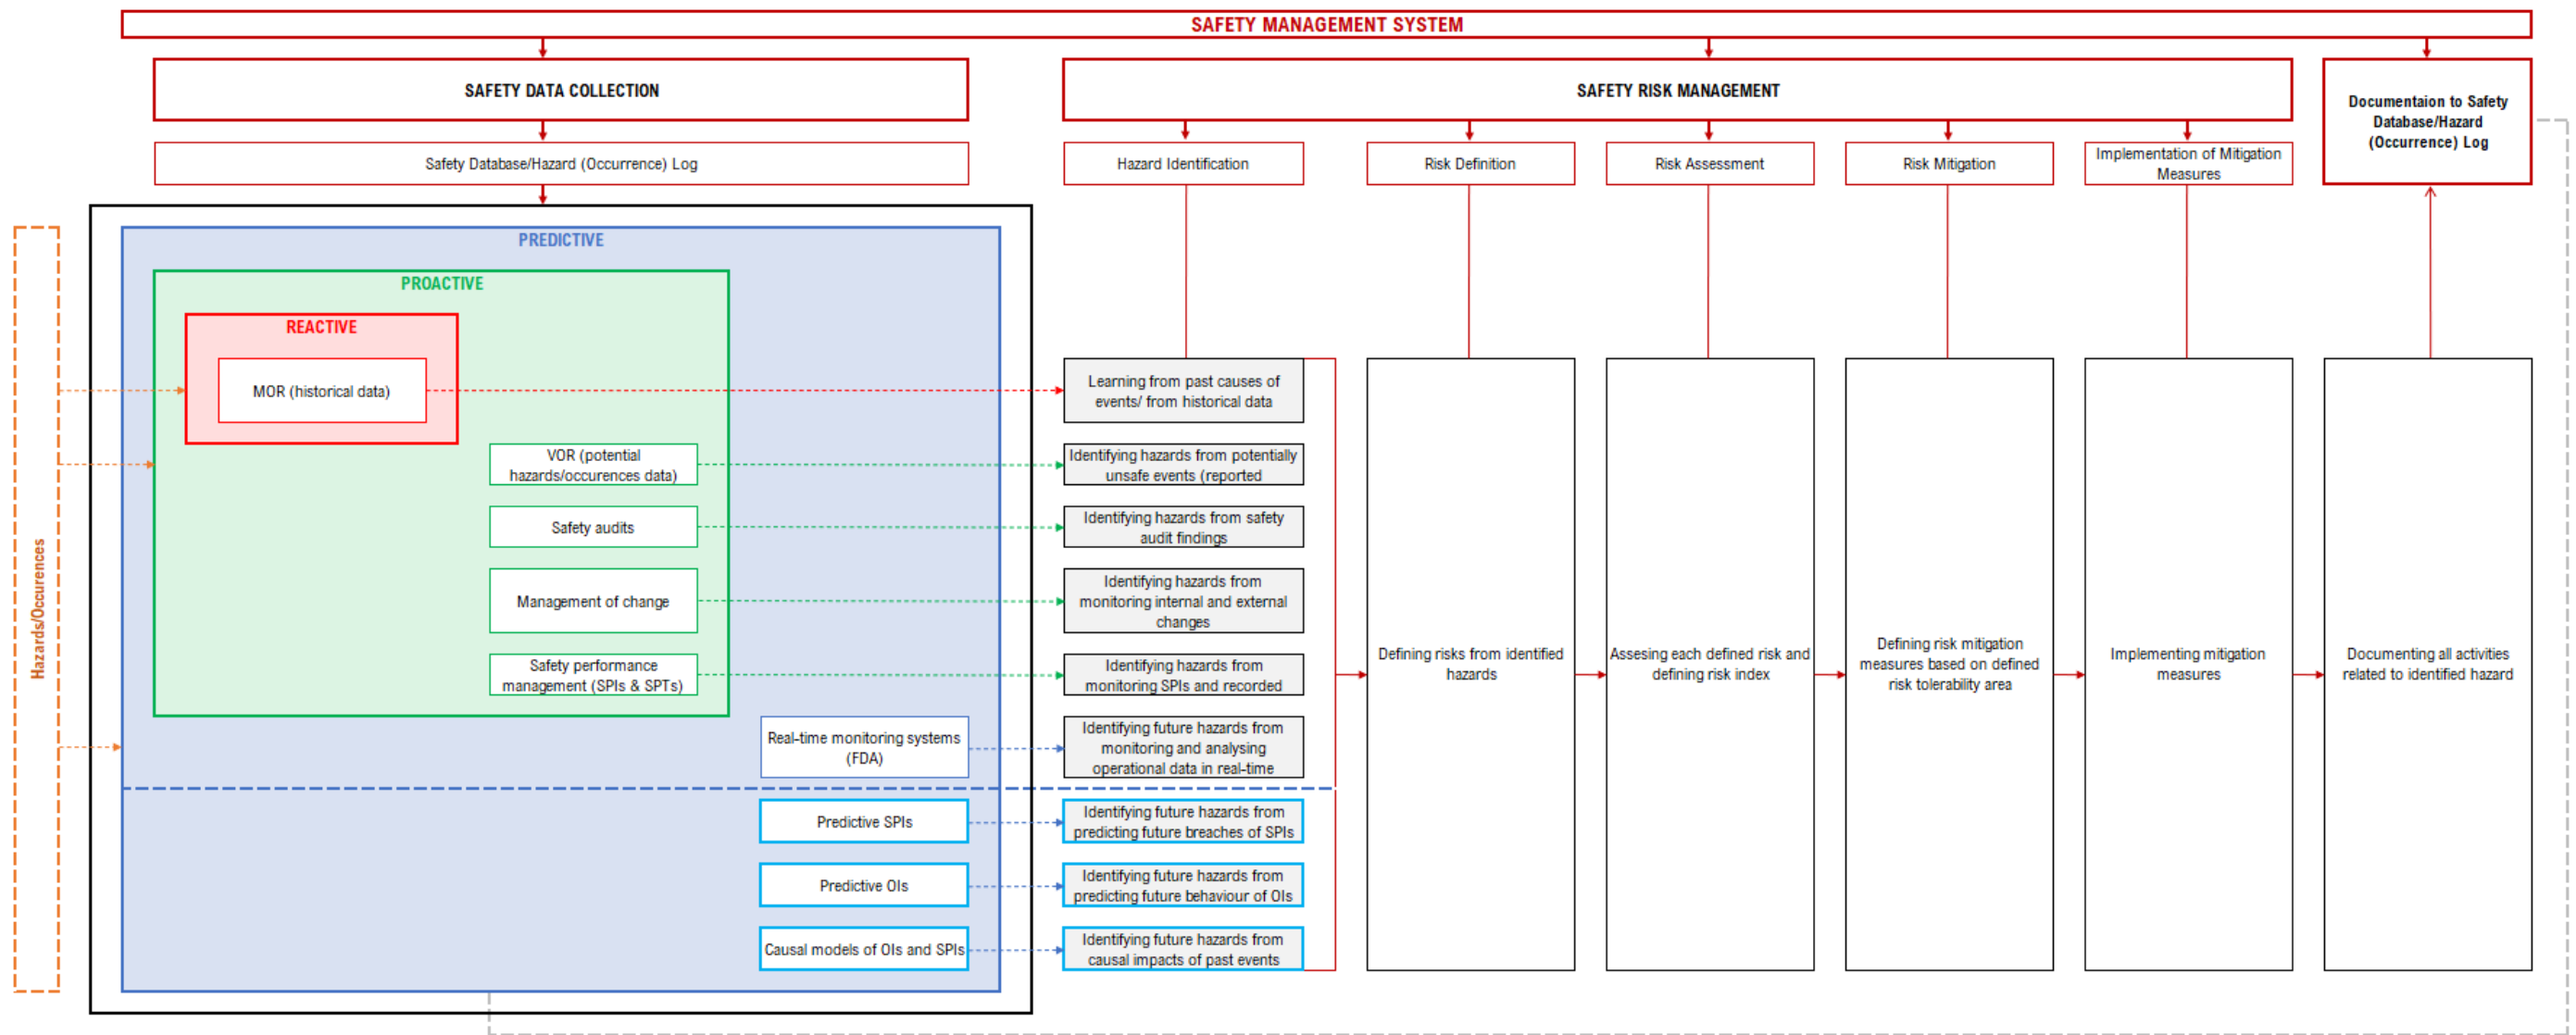 SAFETY MANAGEMENT SYSTEM
SAFETY DATA COLLECTION
SAFETY RISK MANAGEMENT
Documentaion to Safety
Database/Hazard
(Occurrence) Log
Safety Database/Hazard (Occurrence) Log
Hazard Identification
Risk Definition
Risk Assessment
Risk Mitigation
Implementation of Mitigation
Measures
Hazards/Occurences
PREDICTIVE
PROACTIVE
REACTIVE
MOR (historical data)
Learning from past causes of
events/ from historical data
VOR (potential
hazards/occurences data)
Identifying hazards from potentially
unsafe events (reported
Safety audits
Identifying hazards from safety
audit findings
Management of change
Identifying hazards from
monitoring internal and external
changes
Safety performance
management (SPIs & SPTs)
Identifying hazards from
monitoring SPIs and recorded
Real-time monitoring systems
(FDA)
Identifying future hazards from
monitoring and analysing
operational data in real-time
Predictive SPIs
Identifying future hazards from
predicting future breaches of SPIs
Predictive OIs
Identifying future hazards from
predicting future behaviour of OIs
Causal models of OIs and SPIs
Identifying future hazards from
causal impacts of past events
Defining risks from identified
hazards
Assesing each defined risk and
defining risk index
Defining risk mitigation
measures based on defined
risk tolerability area
Implementing mitigation
measures
Documenting all activities
related to identified hazard